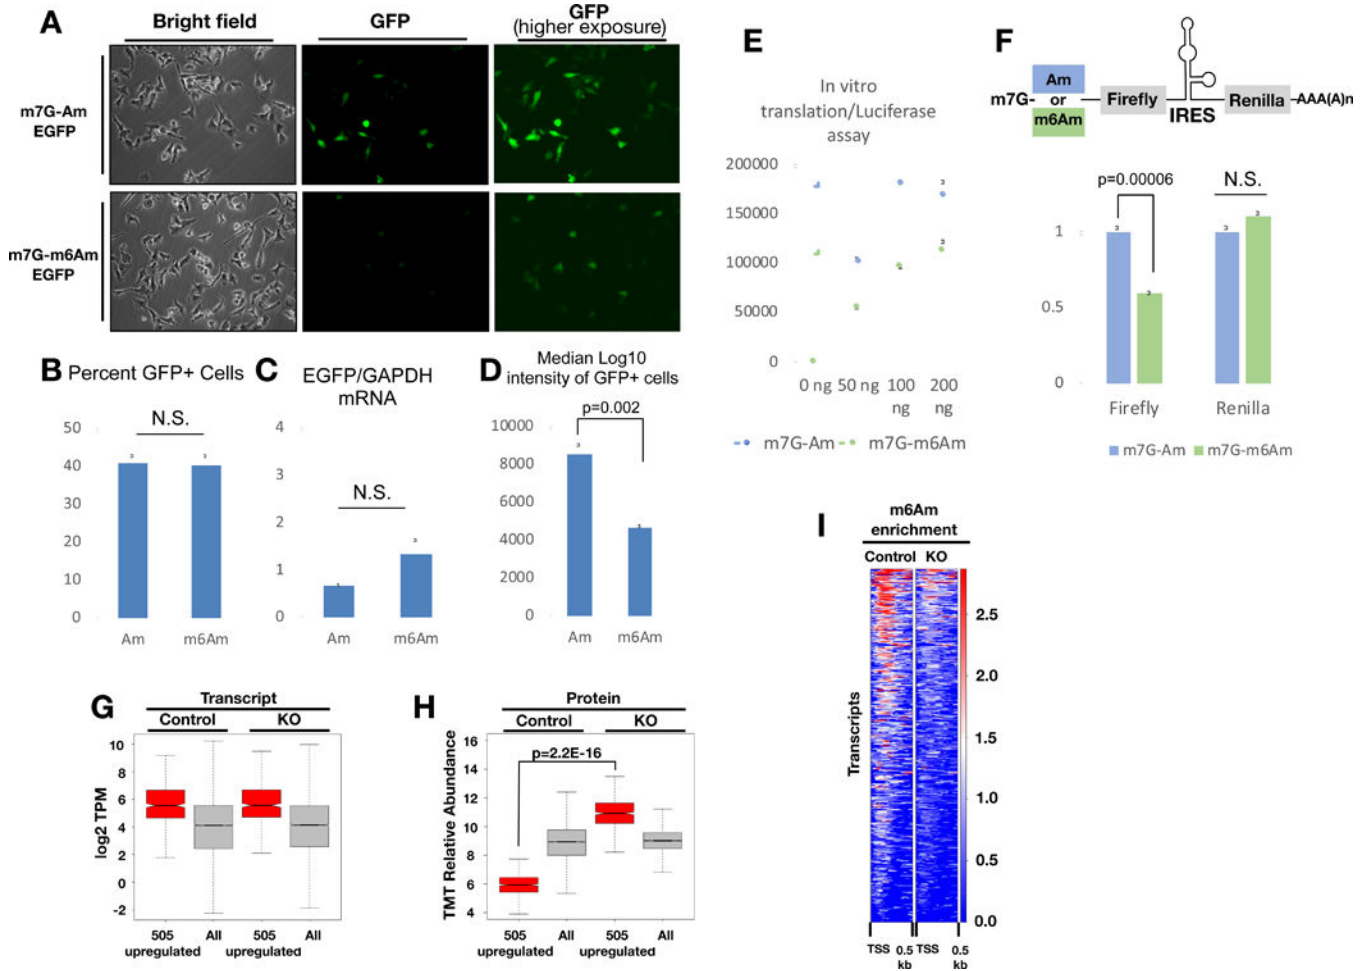 A
Bright field
GFP
GFP
(higher exposure)
m7G-Am
EGFP
m7G-m6Am
EGFP
B
Percent GFP+ Cells
N.S.
50
40
30
20
10
0
Am
m6Am
C
EGFP/GAPDH
mRNA
N.S.
4
3
2
1
0
Am
m6Am
D
Median Log10
intensity of GFP+ cells
p=0.002
10000
8000
6000
4000
2000
0
Am
m6Am
E
In vitro
translation/Luciferase
assay
200000
150000
100000
50000
0
0 ng
50 ng
100
ng
200
ng
m7G-Am
m7G-m6Am
F
m7G-
Am
or
m6Am
Firefly
IRES
Renilla
AAA(A)n
p=0.00006
N.S.
1
0.5
0
Firefly
Renilla
m7G-Am
m7G-m6Am
G
Transcript
Control
KO
log2 TPM
10
8
6
4
2
0
-2
505
upregulated
All
505
upregulated
All
H
Protein
Control
KO
p=2.2E-16
TMT Relative Abundance
16
14
12
10
8
6
4
505
upregulated
All
505
upregulated
All
I
m6Am
enrichment
Control
KO
Transcripts
2.5
2.0
1.5
1.0
0.5
0.0
TSS
0.5
kb
TSS
0.5
kb